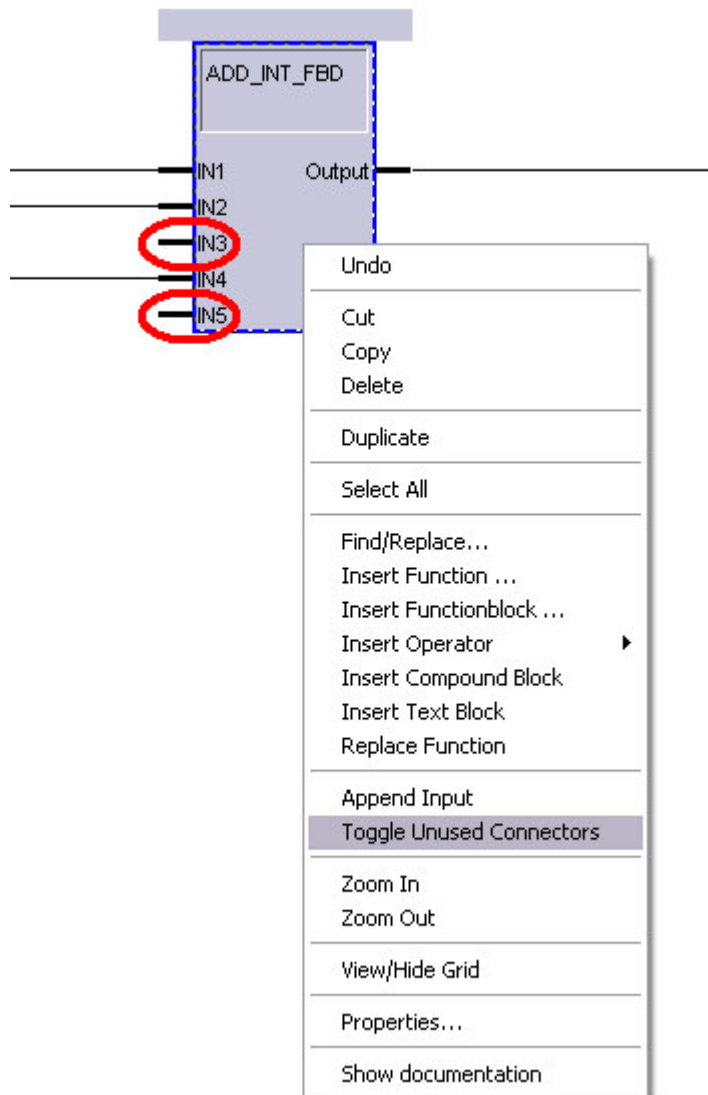 ADD_INT_FBD
IN1 Output
IN2
IN3
IN4
IN5
Undo
Cut
Copy
Delete
Duplicate
Select All
Find/Replace...
Insert Function ...
Insert Functionblock ...
Insert Operator
Insert Compound Block
Insert Text Block
Replace Function
Append Input
Toggle Unused Connectors
Zoom In
Zoom Out
View/Hide Grid
Properties...
Show documentation